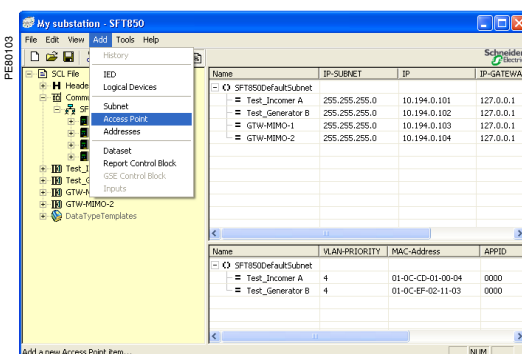 PE80103
My substation - SFT850
File Edit View Add Tools Help
History
IED
Logical Devices
Subnet
Access Point
Addresses
Dataset
Report Control Block
GSE Control Block
Inputs
Schneider
Electric
SCL File
Heade
Commu
SF
Test_I
Test_G
GTW-M
GTW-MIMO-2
DataTypeTemplates
Name IP-SUBNET IP IP-GATEWA
SFT850DefaultSubnet
Test_Incomer A 255.255.255.0 10.194.0.101 127.0.0.1
Test_Generator B 255.255.255.0 10.194.0.102 127.0.0.1
GTW-MIMO-1 255.255.255.0 10.194.0.103 127.0.0.1
GTW-MIMO-2 255.255.255.0 10.194.0.104 127.0.0.1
Name VLAN-PRIORITY MAC-Address APPID
SFT850DefaultSubnet
Test_Incomer A 4 01-0C-CD-01-00-04 0000
Test_Generator B 4 01-0C-EF-02-11-03 0000
Add a new Access Point item... NUM